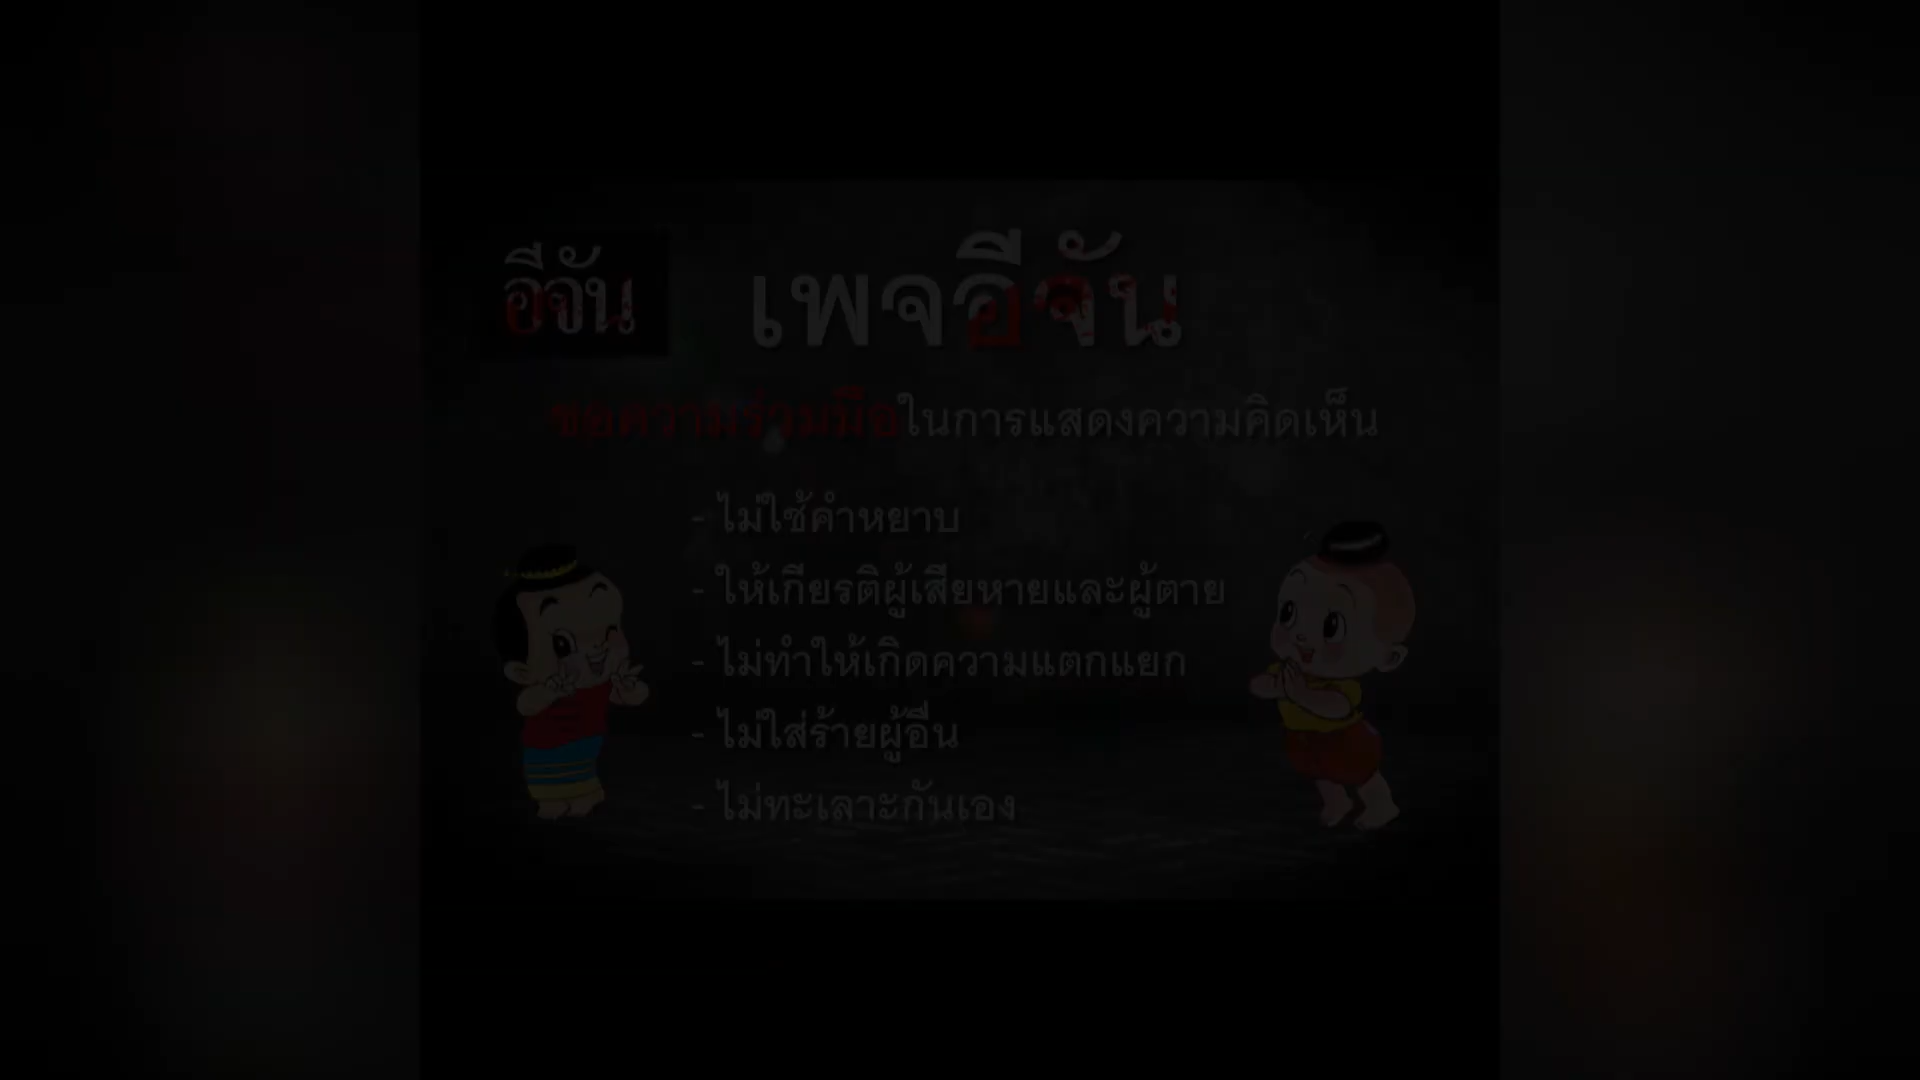 อีจัน
เพจอีจัน
ขอความร่วมมือในการแสดงความคิดเห็น
- ไม่ใช้คำหยาบ
- ให้เกียรติผู้เสียหายและผู้ตาย
- ไม่ทำให้เกิดความแตกแยก
- ไม่ใส่ร้ายผู้อื่น
- ไม่ทะเลาะกันเอง